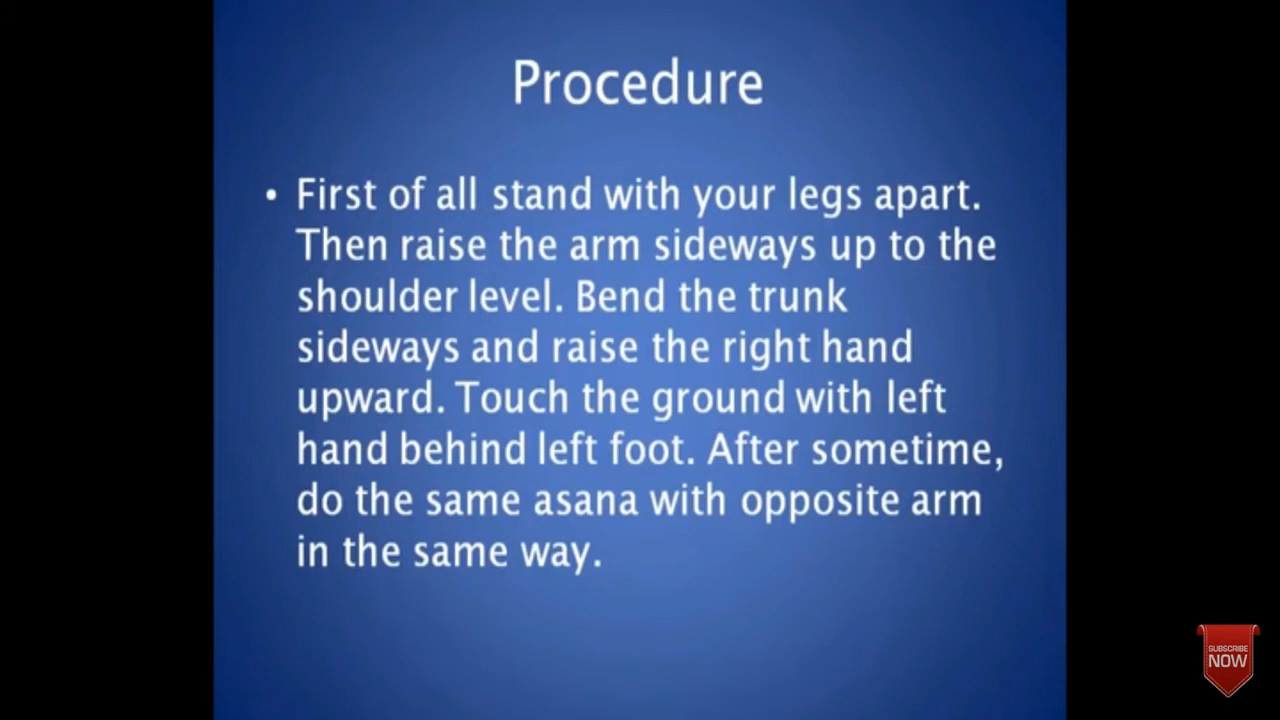 Procedure
• First of all stand with your legs apart.
Then raise the arm sideways up to the
shoulder level. Bend the trunk
sideways and raise the right hand
upward. Touch the ground with left
hand behind left foot. After sometime,
do the same asana with opposite arm
in the same way.
SUBSCRIBE
NOW